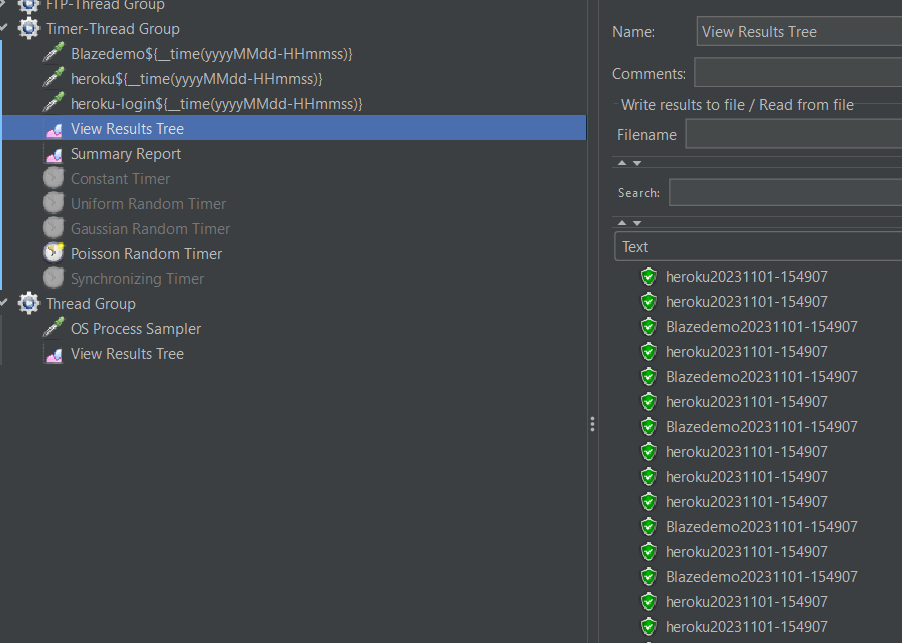 FTP-Thread Group
Timer-Thread Group
Blazedemo${__time(yyyyMMdd-HHmmss)}
heroku${__time(yyyyMMdd-HHmmss)}
heroku-login${__time(yyyyMMdd-HHmmss)}
View Results Tree
Summary Report
Constant Timer
Uniform Random Timer
Gaussian Random Timer
Poisson Random Timer
Synchronizing Timer
Thread Group
OS Process Sampler
View Results Tree
Name: View Results Tree
Comments:
Write results to file / Read from file
Filename
Search:
Text
heroku20231101-154907
heroku20231101-154907
Blazedemo20231101-154907
heroku20231101-154907
Blazedemo20231101-154907
heroku20231101-154907
Blazedemo20231101-154907
heroku20231101-154907
heroku20231101-154907
heroku20231101-154907
Blazedemo20231101-154907
heroku20231101-154907
Blazedemo20231101-154907
heroku20231101-154907
heroku20231101-154907